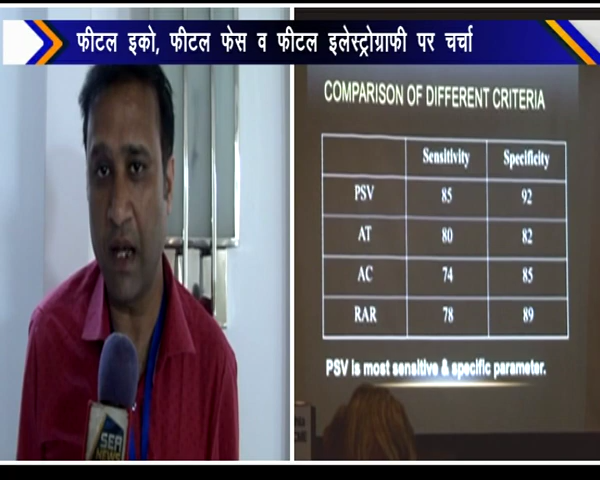 फीटल इको, फीटल फेस व फीटल इलेस्ट्रोग्राफी पर चर्चा
COMPARISON OF DIFFERENT CRITERIA
Sensitivity Specificity
PSV 85 92
AT 80 82
AC 74 85
RAR 78 89
PSV is most sensitive & specific parameter.
SEA
NEWS